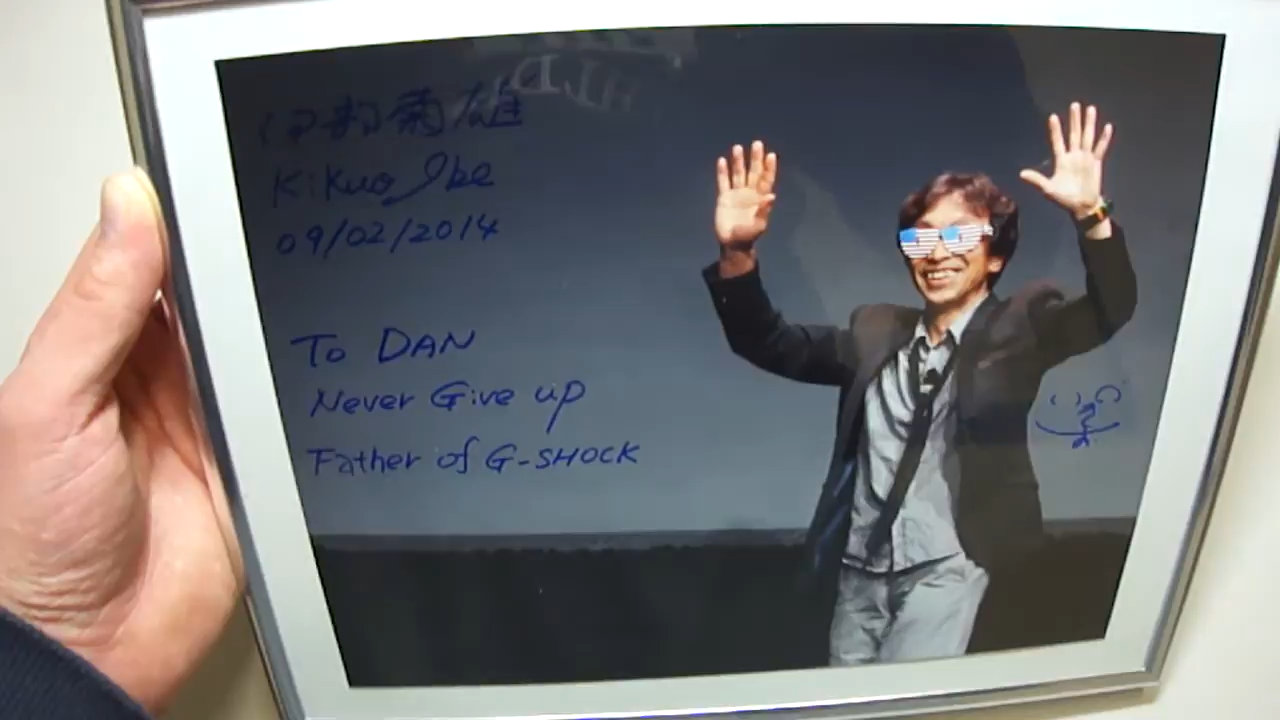 伊部菊雄
Kikuo Ibe
09/02/2014
To DAN
Never Give up
Father of G-SHOCK